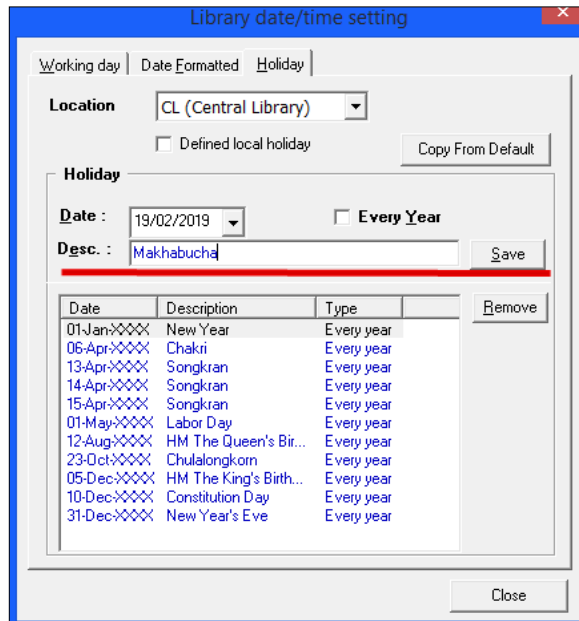 Library date/time setting
Working day Date Formatted Holiday
Location CL (Central Library)
Defined local holiday Copy From Default
Holiday
Date : 19/02/2019 Every Year
Desc. : Makhabucha Save
Date Description Type Remove
01-Jan-XXXX New Year Every year
06-Apr-XXXX Chakri Every year
13-Apr-XXXX Songkran Every year
14-Apr-XXXX Songkran Every year
15-Apr-XXXX Songkran Every year
01-May-XXXX Labor Day Every year
12-Aug-XXXX HM The Queen's Bir... Every year
23-Oct-XXXX Chulalongkorn Every year
05-Dec-XXXX HM The King's Birth... Every year
10-Dec-XXXX Constitution Day Every year
31-Dec-XXXX New Year's Eve Every year
Close